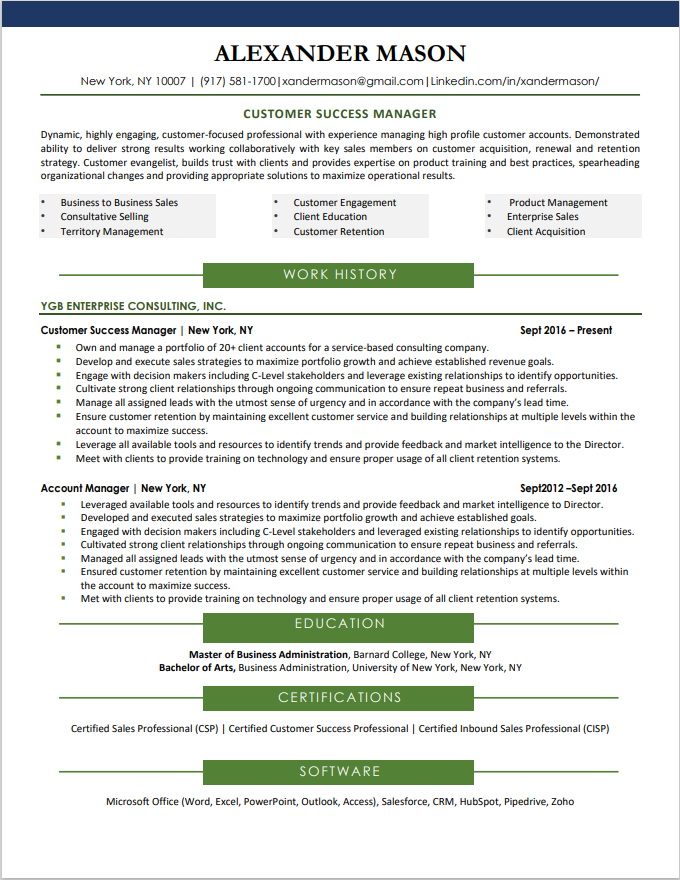 ALEXANDER MASON
New York, NY 10007 | (917) 581-1700|xandermason@gmail.com|Linkedin.com/in/xandermason/
CUSTOMER SUCCESS MANAGER
Dynamic, highly engaging, customer-focused professional with experience managing high profile customer accounts. Demonstrated
ability to deliver strong results working collaboratively with key sales members on customer acquisition, renewal and retention
strategy. Customer evangelist, builds trust with clients and provides expertise on product training and best practices, spearheading
organizational changes and providing appropriate solutions to maximize operational results.
• Business to Business Sales
• Consultative Selling
• Territory Management
• Customer Engagement
• Client Education
• Customer Retention
• Product Management
• Enterprise Sales
• Client Acquisition
WORK HISTORY
YGB ENTERPRISE CONSULTING, INC.
Customer Success Manager | New York, NY Sept 2016 – Present
▪ Own and manage a portfolio of 20+ client accounts for a service-based consulting company.
▪ Develop and execute sales strategies to maximize portfolio growth and achieve established revenue goals.
▪ Engage with decision makers including C-Level stakeholders and leverage existing relationships to identify opportunities.
▪ Cultivate strong client relationships through ongoing communication to ensure repeat business and referrals.
▪ Manage all assigned leads with the utmost sense of urgency and in accordance with the company's lead time.
▪ Ensure customer retention by maintaining excellent customer service and building relationships at multiple levels within the
account to maximize success.
▪ Leverage all available tools and resources to identify trends and provide feedback and market intelligence to the Director.
▪ Meet with clients to provide training on technology and ensure proper usage of all client retention systems.
Account Manager | New York, NY Sept2012 –Sept 2016
▪ Leveraged available tools and resources to identify trends and provide feedback and market intelligence to Director.
▪ Developed and executed sales strategies to maximize portfolio growth and achieve established goals.
▪ Engaged with decision makers including C-Level stakeholders and leveraged existing relationships to identify opportunities.
▪ Cultivated strong client relationships through ongoing communication to ensure repeat business and referrals.
▪ Managed all assigned leads with the utmost sense of urgency and in accordance with the company's lead time.
▪ Ensured customer retention by maintaining excellent customer service and building relationships at multiple levels within
the account to maximize success.
▪ Met with clients to provide training on technology and ensure proper usage of all client retention systems.
EDUCATION
Master of Business Administration, Barnard College, New York, NY
Bachelor of Arts, Business Administration, University of New York, New York, NY
CERTIFICATIONS
Certified Sales Professional (CSP) | Certified Customer Success Professional | Certified Inbound Sales Professional (CISP)
SOFTWARE
Microsoft Office (Word, Excel, PowerPoint, Outlook, Access), Salesforce, CRM, HubSpot, Pipedrive, Zoho